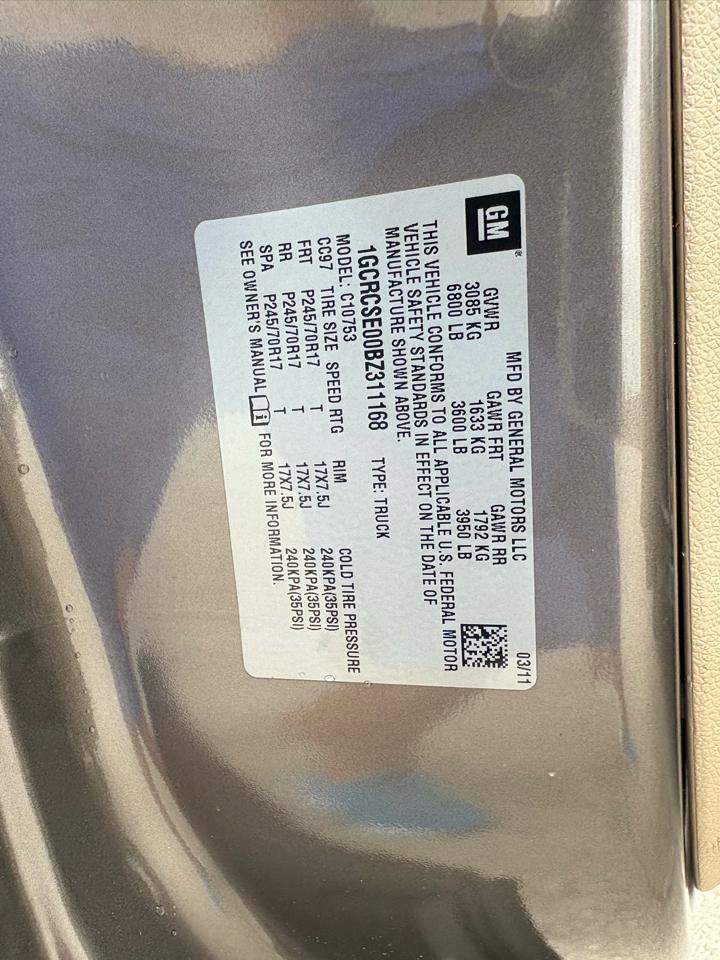 GM®
MFD BY GENERAL MOTORS LLC 03/11
GVWR GAWR FRT GAWR RR
3085 KG 1633 KG 1792 KG
6800 LB 3600 LB 3950 LB
THIS VEHICLE CONFORMS TO ALL APPLICABLE U.S. FEDERAL MOTOR
VEHICLE SAFETY STANDARDS IN EFFECT ON THE DATE OF
MANUFACTURE SHOWN ABOVE.
1GCRCSE00BZ311168 TYPE: TRUCK
MODEL: C10753
CC97 TIRE SIZE SPEED RTG RIM COLD TIRE PRESSURE
FRT P245/70R17 T 17X7.5J 240KPA(35PSI)
RR P245/70R17 T 17X7.5J 240KPA(35PSI)
SPA P245/70R17 T 17X7.5J 240KPA(35PSI)
SEE OWNER'S MANUAL i FOR MORE INFORMATION.